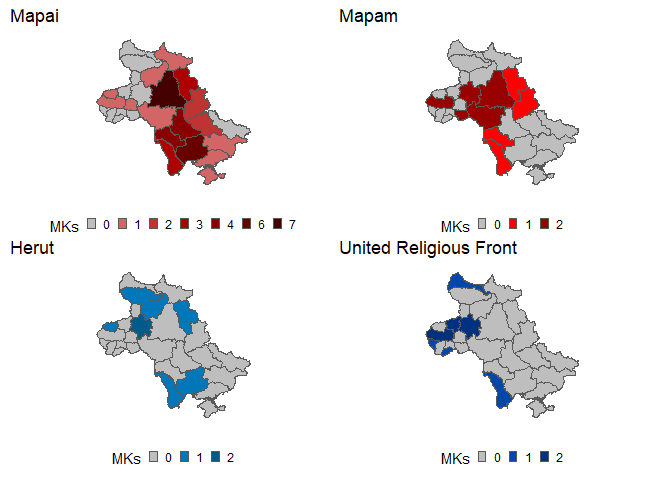 Mapai
Mapam
MKs 0 1 2 3 4 6 7
MKs 0 1 2
Herut
United Religious Front
MKs 0 1 2
MKs 0 1 2